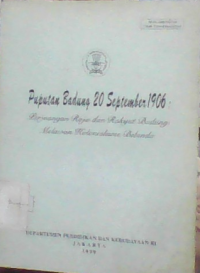 Puputan Badung 20 September 1906 :
Perjuangan Raja dan Rakyat Badung
Melawan Kolonialisme Belanda
DEPARTEMEN PENDIDIKAN DAN KEBUDAYAAN RI
JAKARTA